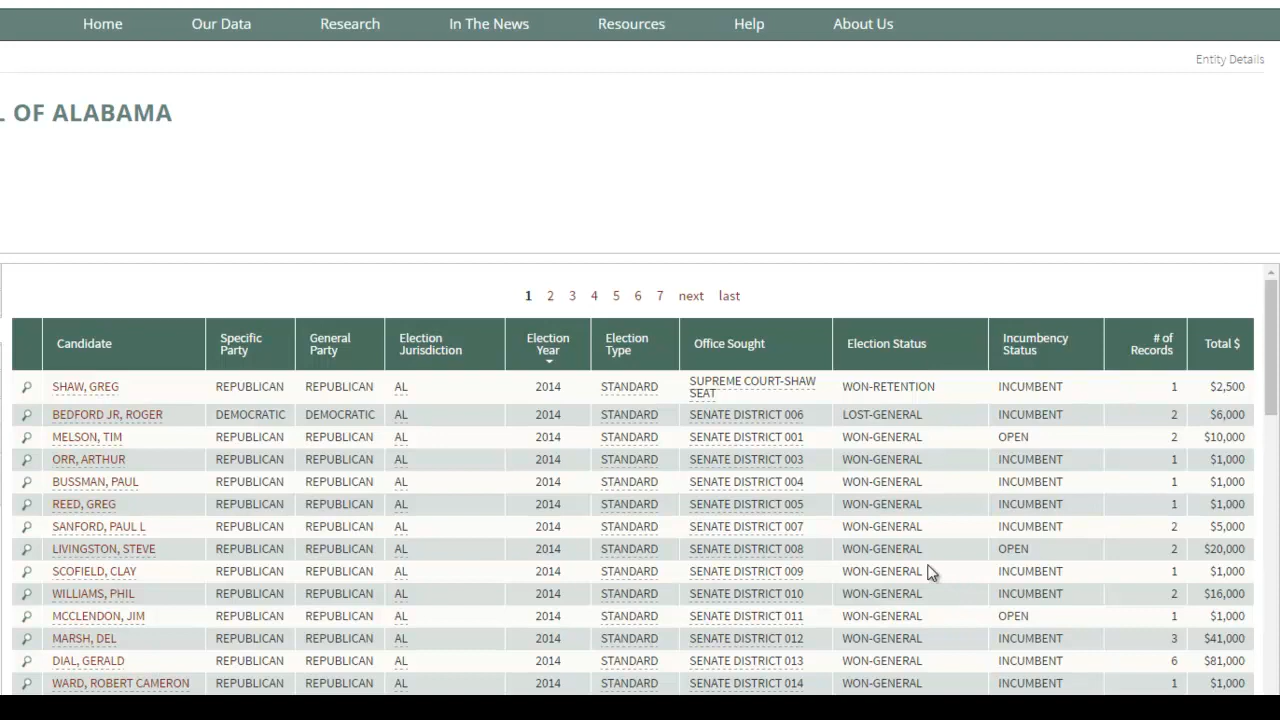 Home Our Data Research In The News Resources Help About Us
Entity Details
L OF ALABAMA
1 2 3 4 5 6 7 next last
Candidate Specific Party General Party Election Jurisdiction Election Year Election Type Office Sought Election Status Incumbency Status # of Records Total $
SHAW, GREG REPUBLICAN REPUBLICAN AL 2014 STANDARD SUPREME COURT-SHAW SEAT WON-RETENTION INCUMBENT 1 $2,500
BEDFORD JR, ROGER DEMOCRATIC DEMOCRATIC AL 2014 STANDARD SENATE DISTRICT 006 LOST-GENERAL INCUMBENT 2 $6,000
MELSON, TIM REPUBLICAN REPUBLICAN AL 2014 STANDARD SENATE DISTRICT 001 WON-GENERAL OPEN 2 $10,000
ORR, ARTHUR REPUBLICAN REPUBLICAN AL 2014 STANDARD SENATE DISTRICT 003 WON-GENERAL INCUMBENT 1 $1,000
BUSSMAN, PAUL REPUBLICAN REPUBLICAN AL 2014 STANDARD SENATE DISTRICT 004 WON-GENERAL INCUMBENT 1 $1,000
REED, GREG REPUBLICAN REPUBLICAN AL 2014 STANDARD SENATE DISTRICT 005 WON-GENERAL INCUMBENT 1 $1,000
SANFORD, PAUL L REPUBLICAN REPUBLICAN AL 2014 STANDARD SENATE DISTRICT 007 WON-GENERAL INCUMBENT 2 $5,000
LIVINGSTON, STEVE REPUBLICAN REPUBLICAN AL 2014 STANDARD SENATE DISTRICT 008 WON-GENERAL OPEN 2 $20,000
SCOFIELD, CLAY REPUBLICAN REPUBLICAN AL 2014 STANDARD SENATE DISTRICT 009 WON-GENERAL INCUMBENT 1 $1,000
WILLIAMS, PHIL REPUBLICAN REPUBLICAN AL 2014 STANDARD SENATE DISTRICT 010 WON-GENERAL INCUMBENT 2 $16,000
MCCLENDON, JIM REPUBLICAN REPUBLICAN AL 2014 STANDARD SENATE DISTRICT 011 WON-GENERAL OPEN 1 $1,000
MARSH, DEL REPUBLICAN REPUBLICAN AL 2014 STANDARD SENATE DISTRICT 012 WON-GENERAL INCUMBENT 3 $41,000
DIAL, GERALD REPUBLICAN REPUBLICAN AL 2014 STANDARD SENATE DISTRICT 013 WON-GENERAL INCUMBENT 6 $81,000
WARD, ROBERT CAMERON REPUBLICAN REPUBLICAN AL 2014 STANDARD SENATE DISTRICT 014 WON-GENERAL INCUMBENT 1 $1,000